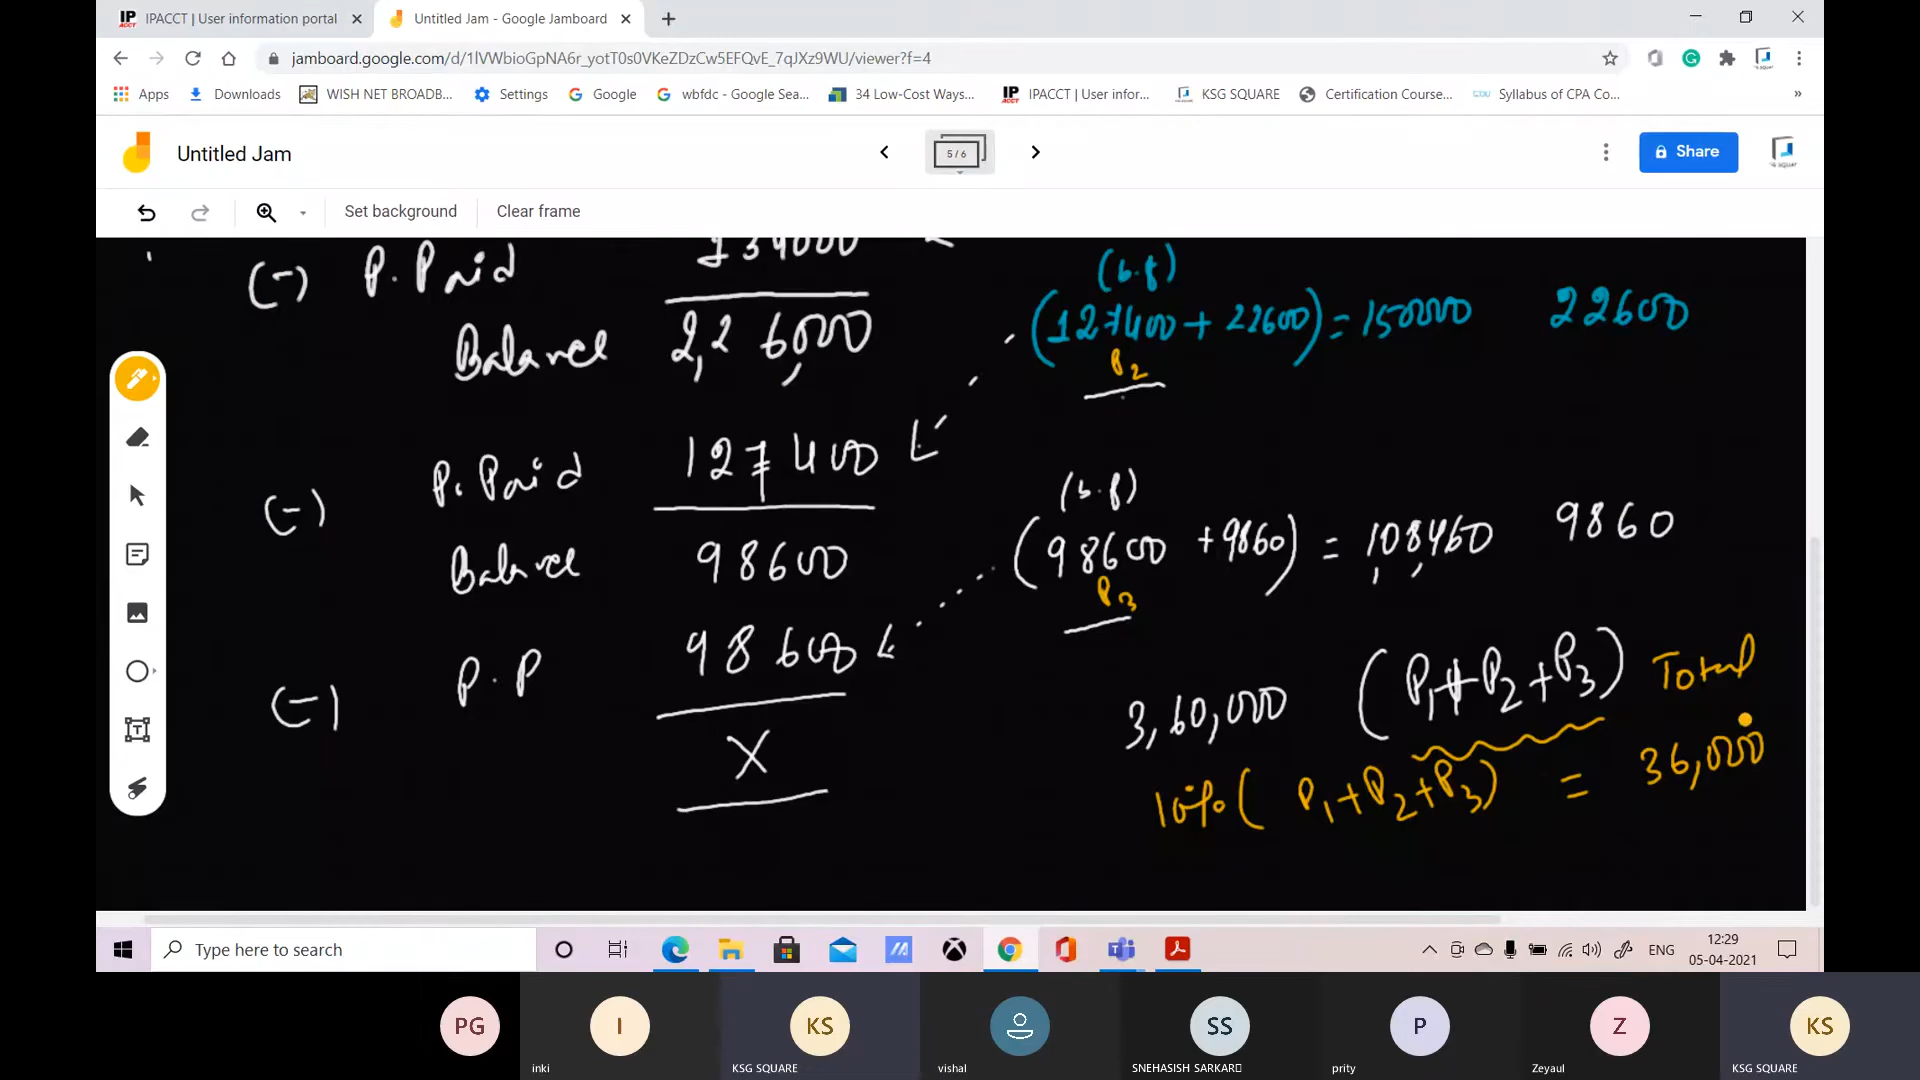 IPACCT | User information portal
Untitled Jam - Google Jamboard
jamboard.google.com/d/1lVWbioGpNA6r_yotT0s0VKeZDzCw5EFQvE_7qJXz9WU/viewer?f=4
Apps Downloads WISH NET BROADB... Settings Google wbfdc - Google Sea... 34 Low-Cost Ways... IPACCT | User infor... KSG SQUARE Certification Course... Syllabus of CPA Co... »
Untitled Jam
5 / 6
Share
Set background Clear frame
(-) P. Paid 134000
(b.f)
Balance 2,26,000
(127400 + 22600) = 150000 22600
P2
(-) P. Paid 127400
(b.f)
Balance 98600
(98600 + 9860) = 1,08,460 9860
P3
(-) P.P 98600
3,60,000 (P1+P2+P3) Total
X
10% (P1+P2+P3) = 36,000
Type here to search
ENG
12:29
05-04-2021
PG I KS SS P Z KS
inki KSG SQUARE vishal SNEHASISH SARKAR prity Zeyaul KSG SQUARE